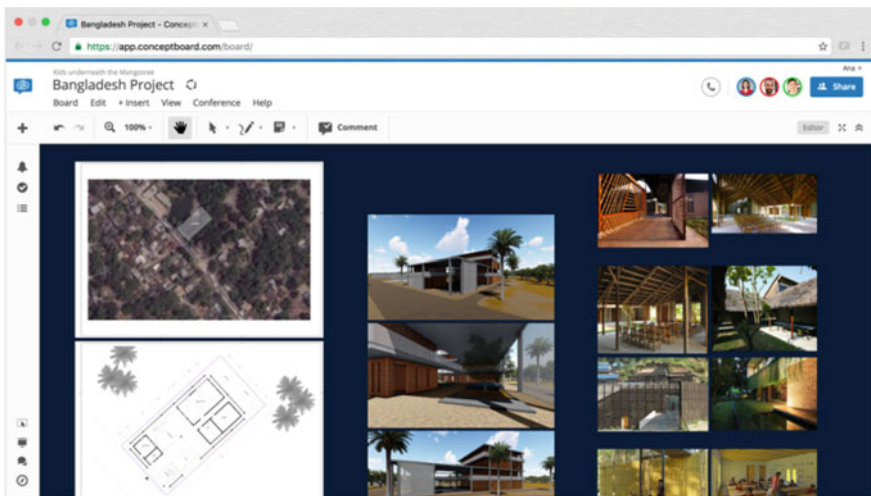 Bangladesh Project - Concept
https://app.conceptboard.com/board/
Ana
Kids underneath the Mangotree
Bangladesh Project
Board Edit + Insert View Conference Help
Share
100%
Comment
Editor